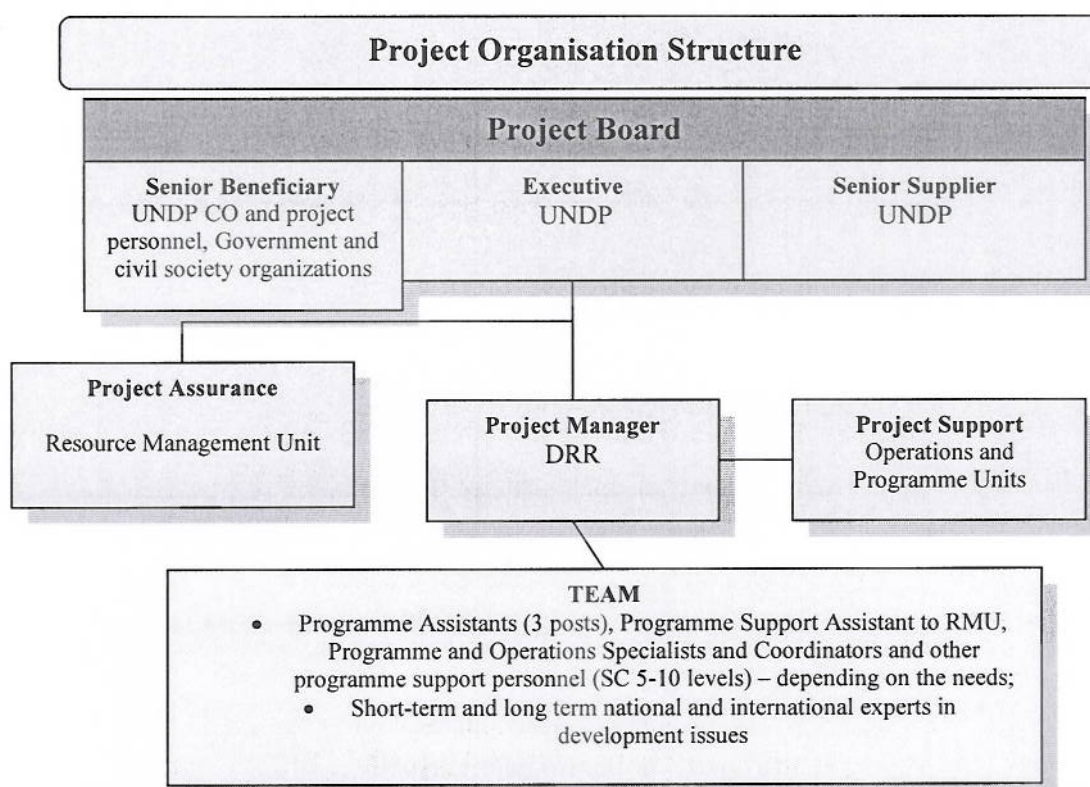 Project Organisation Structure
Project Board
Senior Beneficiary
UNDP CO and project
personnel, Government and
civil society organizations
Executive
UNDP
Senior Supplier
UNDP
Project Assurance
Resource Management Unit
Project Manager
DRR
Project Support
Operations and
Programme Units
TEAM
• Programme Assistants (3 posts), Programme Support Assistant to RMU,
Programme and Operations Specialists and Coordinators and other
programme support personnel (SC 5-10 levels) – depending on the needs;
• Short-term and long term national and international experts in
development issues